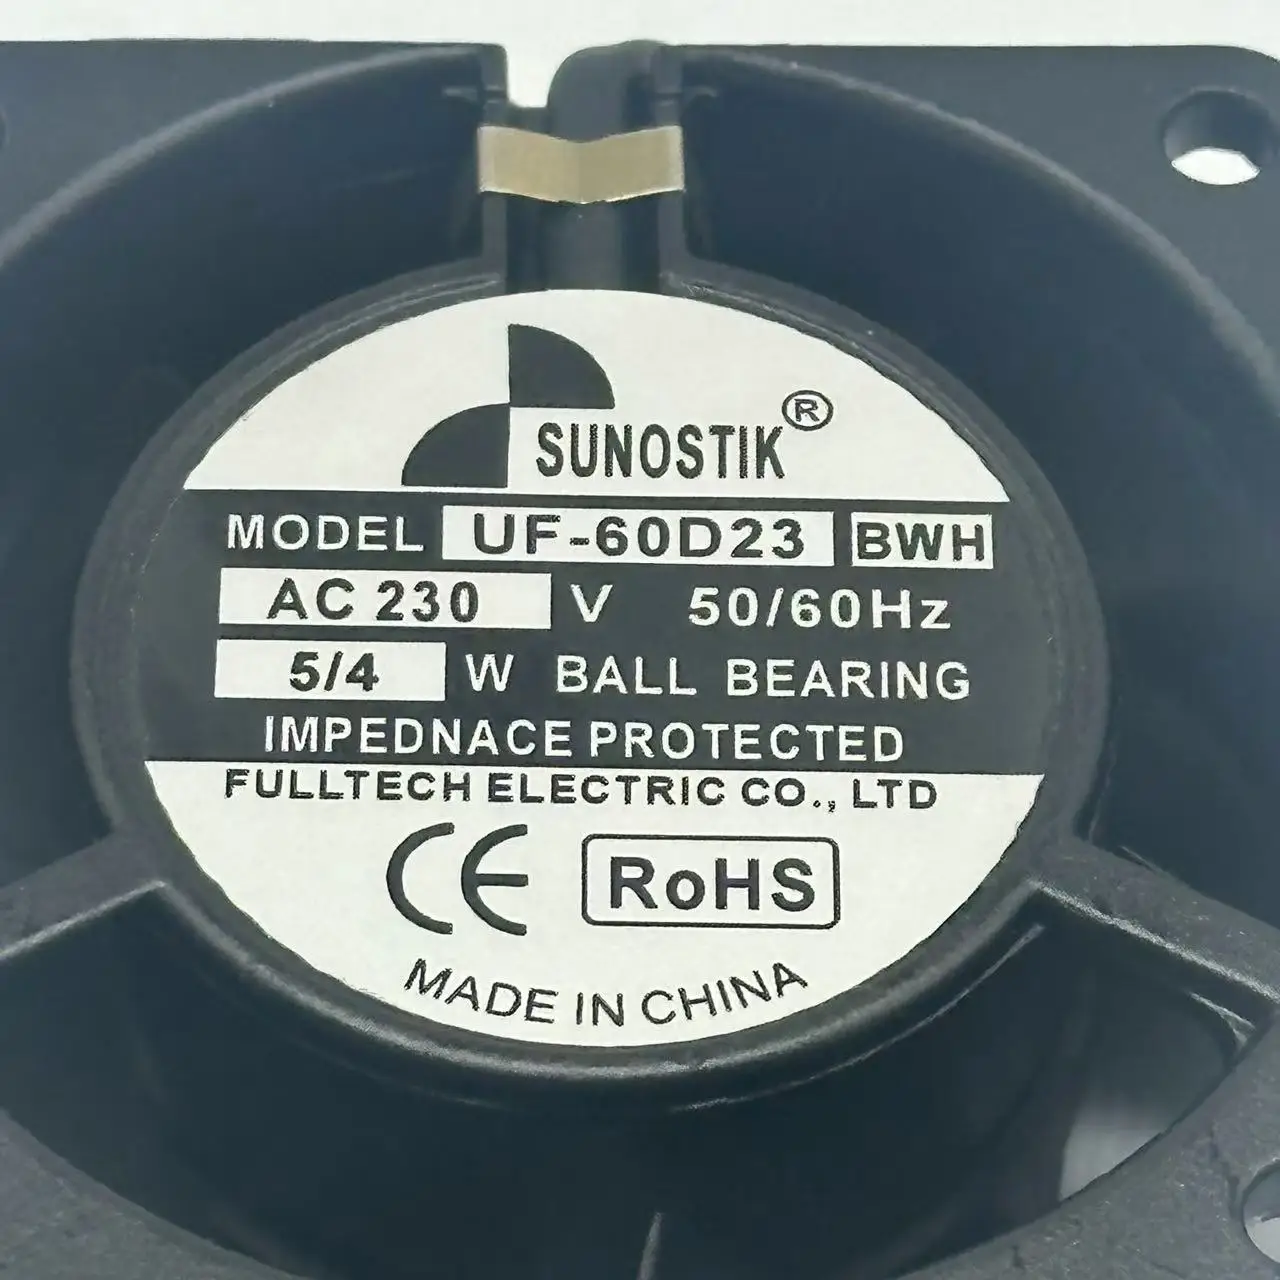 SUNOSTIK®
MODEL UF-60D23 BWH
AC 230 V 50/60Hz
5/4 W BALL BEARING
IMPEDNACE PROTECTED
FULLTECH ELECTRIC CO., LTD
CE RoHS
MADE IN CHINA